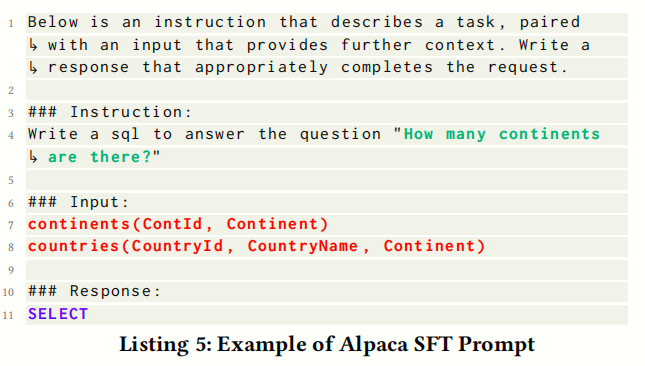 1 Below is an instruction that describes a task, paired
↳ with an input that provides further context. Write a
↳ response that appropriately completes the request.
2
3 ### Instruction:
4 Write a sql to answer the question "How many continents
↳ are there?"
5
6 ### Input:
7 continents(ContId, Continent)
8 countries(CountryId, CountryName, Continent)
9
10 ### Response:
11 SELECT
Listing 5: Example of Alpaca SFT Prompt